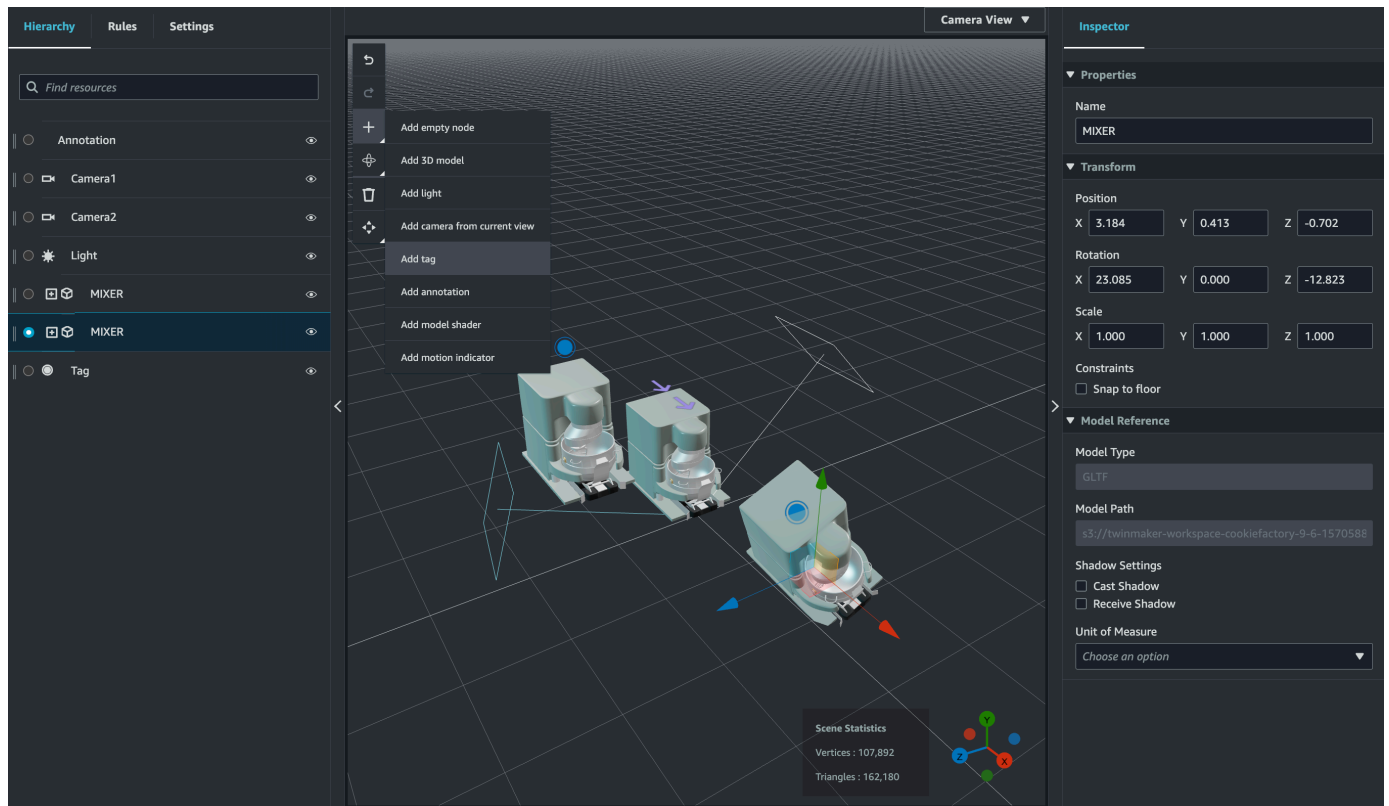 Hierarchy Rules Settings
Find resources
Annotation
Camera1
Camera2
Light
MIXER
MIXER
Tag
Camera View
Add empty node
Add 3D model
Add light
Add camera from current view
Add tag
Add annotation
Add model shader
Add motion indicator
Scene Statistics
Vertices : 107,892
Triangles : 162,180
Y
Z
X
Inspector
Properties
Name
MIXER
Transform
Position
X 3.184 Y 0.413 Z -0.702
Rotation
X 23.085 Y 0.000 Z -12.823
Scale
X 1.000 Y 1.000 Z 1.000
Constraints
Snap to floor
Model Reference
Model Type
GLTF
Model Path
s3://twinmaker-workspace-cookiefactory-9-6-1570588
Shadow Settings
Cast Shadow
Receive Shadow
Unit of Measure
Choose an option